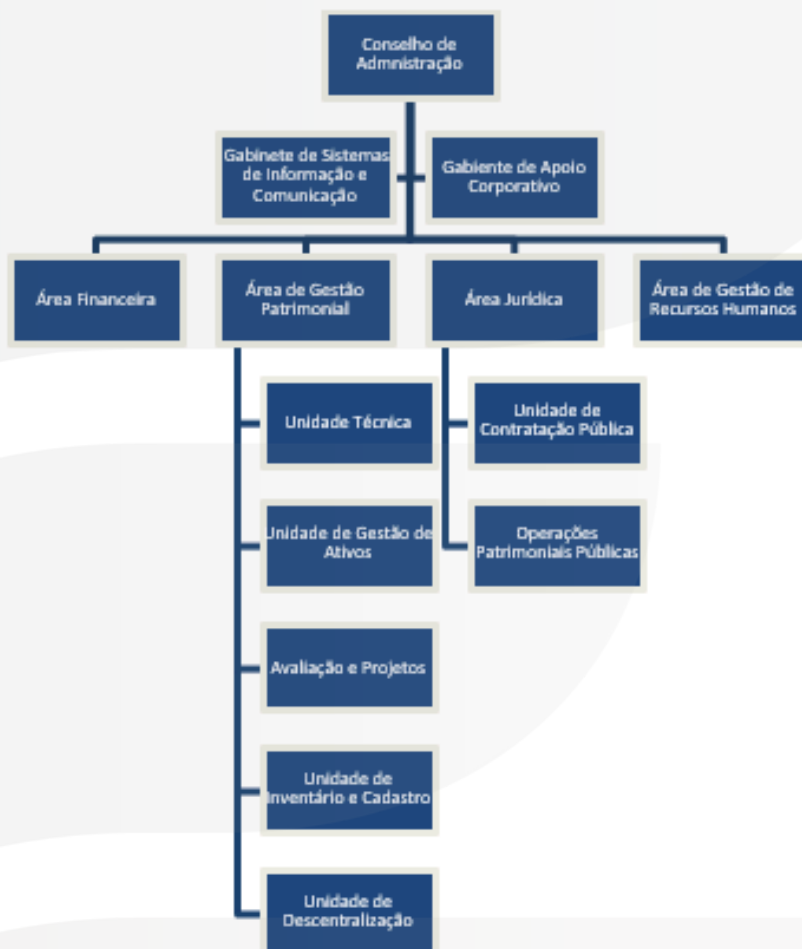 Conselho de
Admnistração
Gabinete de Sistemas
de Informação e
Comunicação
Gabiente de Apoio
Corporativo
Área Financeira
Área de Gestão
Patrimonial
Área Jurídica
Área de Gestão de
Recursos Humanos
Unidade Técnica
Unidade de
Contratação Pública
Unidade de Gestão de
Ativos
Operações
Patrimoniais Públicas
Avaliação e Projetos
Unidade de
Inventário e Cadastro
Unidade de
Descentralização